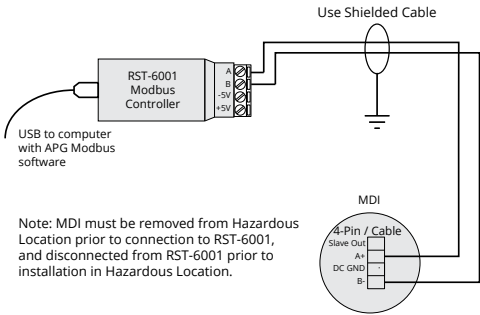 Use Shielded Cable
RST-6001
Modbus
Controller
A
B
-5V
+5V
USB to computer
with APG Modbus
software
MDI
Note: MDI must be removed from Hazardous
Location prior to connection to RST-6001,
and disconnected from RST-6001 prior to
installation in Hazardous Location.
4-Pin / Cable
Slave Out
A+
DC GND
B-